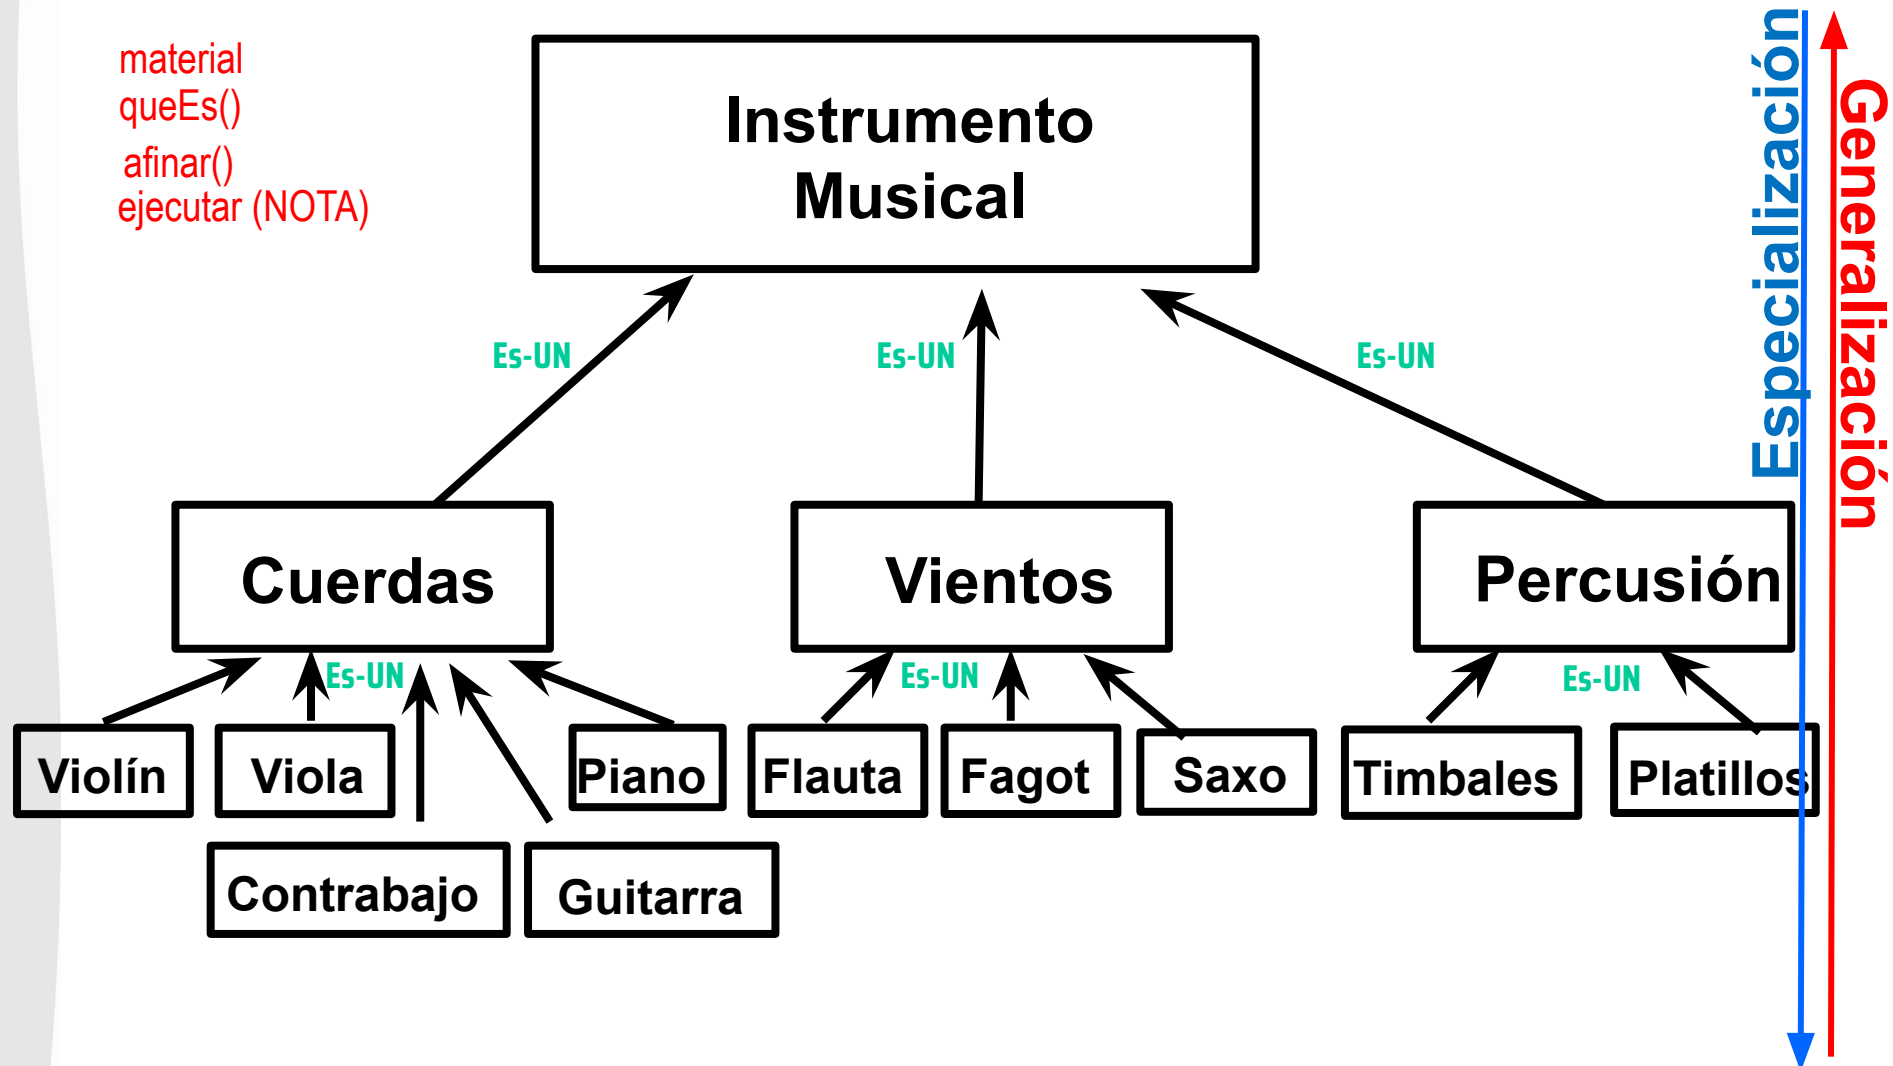 material
queEs()
afinar()
ejecutar (NOTA)
Instrumento
Musical
Especialización
Generalización
Es-UN
Es-UN
Es-UN
Cuerdas
Vientos
Percusión
Es-UN
Es-UN
Es-UN
Violín
Viola
Piano
Flauta
Fagot
Saxo
Timbales
Platillos
Contrabajo
Guitarra